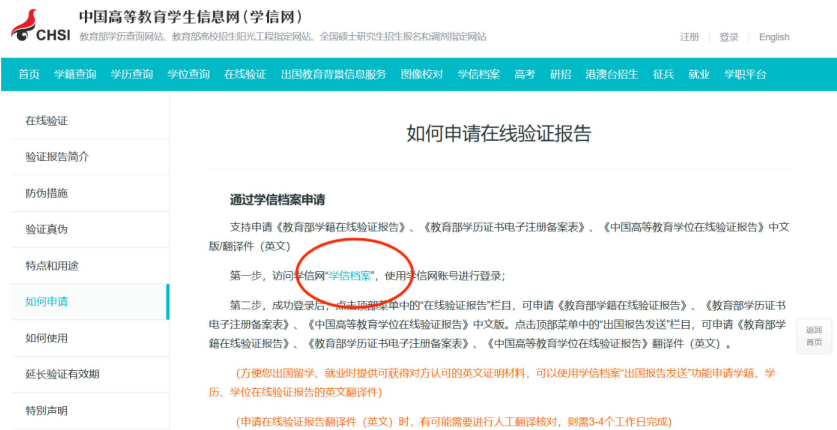 中国高等教育学生信息网(学信网)
CHSI
教育部学历查询网站、教育部高校招生阳光工程指定网站、全国硕士研究生招生报名和调剂指定网站
注册 | 登录 | English
首页 学籍查询 学历查询 学位查询 在线验证 出国教育背景信息服务 图像校对 学信档案 高考 研招 港澳台招生 征兵 就业 学职平台
在线验证
验证报告简介
防伪措施
验证真伪
特点和用途
如何申请
如何使用
延长验证有效期
特别声明
如何申请在线验证报告
通过学信档案申请
支持申请《教育部学籍在线验证报告》、《教育部学历证书电子注册备案表》、《中国高等教育学位在线验证报告》中文
版/翻译件(英文)
第一步,访问学信网“学信档案”,使用学信网账号进行登录;
第二步,成功登录后,点击顶部菜单中的“在线验证报告”栏目,可申请《教育部学籍在线验证报告》、《教育部学历证书
电子注册备案表》、《中国高等教育学位在线验证报告》中文版。点击顶部菜单中的“出国报告发送”栏目,可申请《教育部学
籍在线验证报告》、《教育部学历证书电子注册备案表》、《中国高等教育学位在线验证报告》翻译件(英文)。
(方便您出国留学、就业时提供可获得对方认可的英文证明材料,可以使用学信档案“出国报告发送”功能申请学籍、学
历、学位在线验证报告的英文翻译件)
(申请在线验证报告翻译件(英文)时,有可能需要进行人工翻译核对,则需3-4个工作日完成)
返回
首页